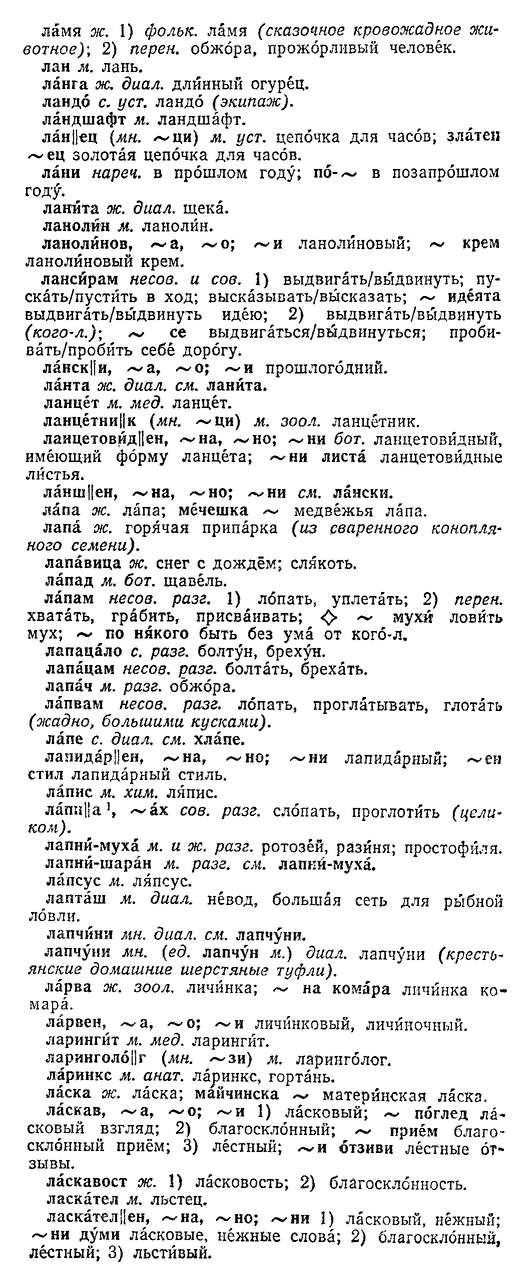 ла́мя ж. 1) фольк. ла́мя (сказочное кровожадное жи-
вотное); 2) перен. обжо́ра, прожо́рливый челове́к.
лан м. лань.
ла́нга ж. диал. дли́нный огуре́ц.
ландо́ с. уст. ландо́ (экипаж).
ла́ндшафт м. ландша́фт.
ла́н||ец (мн. ~ци) м. уст. цепо́чка для часо́в; зла́тен
~ец золота́я цепо́чка для часо́в.
ла́ни нареч. в про́шлом году́; по́-~ в позапро́шлом
году́.
лани́та ж. диал. щека́.
ланоли́н м. ланоли́н.
ланоли́нов, ~а, ~о; ~и ланоли́новый; ~ крем
ланоли́новый крем.
ланси́рам несов. и сов. 1) выдвига́ть/вы́двинуть; пу-
ска́ть/пусти́ть в ход; выска́зывать/вы́сказать; ~ иде́ята
выдвига́ть/вы́двинуть иде́ю; 2) выдвига́ть/вы́двинуть
(кого-л.); ~ се выдвига́ться/вы́двинуться; проби-
ва́ть/проби́ть себе́ доро́гу.
ла́нск||и, ~а, ~о; ~и прошлого́дний.
ла́нта ж. диал. см. лани́та.
ланце́т м. мед. ланце́т.
ланце́тни||к (мн. ~ци) м. зоол. ланце́тник.
ланцетови́д||ен, ~на, ~но; ~ни бот. ланцетови́дный,
име́ющий фо́рму ланце́та; ~ни листа́ ланцетови́дные
ли́стья.
ла́нш||ен, ~на, ~но; ~ни см. ла́нски.
ла́па ж. ла́па; ме́чешка ~ медве́жья ла́па.
лапа́ ж. горя́чая припа́рка (из сваренного конопля-
ного семени).
лапа́вица ж. снег с дождём; сля́коть.
ла́пад м. бот. щаве́ль.
ла́пам несов. разг. 1) ло́пать, уплета́ть; 2) перен.
хвата́ть, гра́бить, присва́ивать; ◇ ~ мухи́ лови́ть
мух; ~ по ня́кого быть без ума́ от кого́-л.
лапаца́ло с. разг. болту́н, бреху́н.
лапа́цам несов. разг. болта́ть, бреха́ть.
лапа́ч м. разг. обжо́ра.
ла́пвам несов. разг. ло́пать, прогла́тывать, глота́ть
(жадно, большими кусками).
ла́пе с. диал. см. хла́пе.
лапида́р||ен, ~на, ~но; ~ни лапида́рный; ~ен
стил лапида́рный стиль.
ла́пис м. хим. ля́пис.
ла́пн||а¹, ~ах сов. разг. сло́пать, проглоти́ть (цели-
ком).
лапни́-муха́ м. и ж. разг. ротозе́й, рази́ня; простофи́ля.
лапни́-шара́н м. разг. см. лапни́-муха́.
ла́псус м. ля́псус.
лапта́ш м. диал. не́вод, больша́я сеть для ры́бной
ло́вли.
лапчи́ни мн. диал. см. лапчу́ни.
лапчу́ни мн. (ед. лапчу́н м.) диал. лапчу́ни (кресть-
янские домашние шерстяные туфли).
ла́рва ж. зоол. личи́нка; ~ на кома́ра личи́нка ко-
мара́.
ла́рвен, ~а, ~о; ~и личи́нковый, личи́ночный.
ларинги́т м. мед. ларинги́т.
ларинголо́||г (мн. ~зи) м. ларинго́лог.
ла́ринкс м. анат. ла́ринкс, горта́нь.
ла́ска ж. ла́ска; ма́йчинска ~ матери́нская ла́ска.
ла́скав, ~а, ~о; ~и 1) ла́сковый; ~ по́глед ла́-
сковый взгляд; 2) благоскло́нный; ~ прие́м благо-
скло́нный приём; 3) ле́стный; ~и о́тзиви ле́стные о́т-
зывы.
ла́скавост ж. 1) ла́сковость; 2) благоскло́нность.
ласка́тел м. льстец.
ласка́тел||ен, ~на, ~но; ~ни 1) ла́сковый, не́жный;
~ни ду́ми ла́сковые, не́жные слова́; 2) благоскло́нный,
ле́стный; 3) льсти́вый.